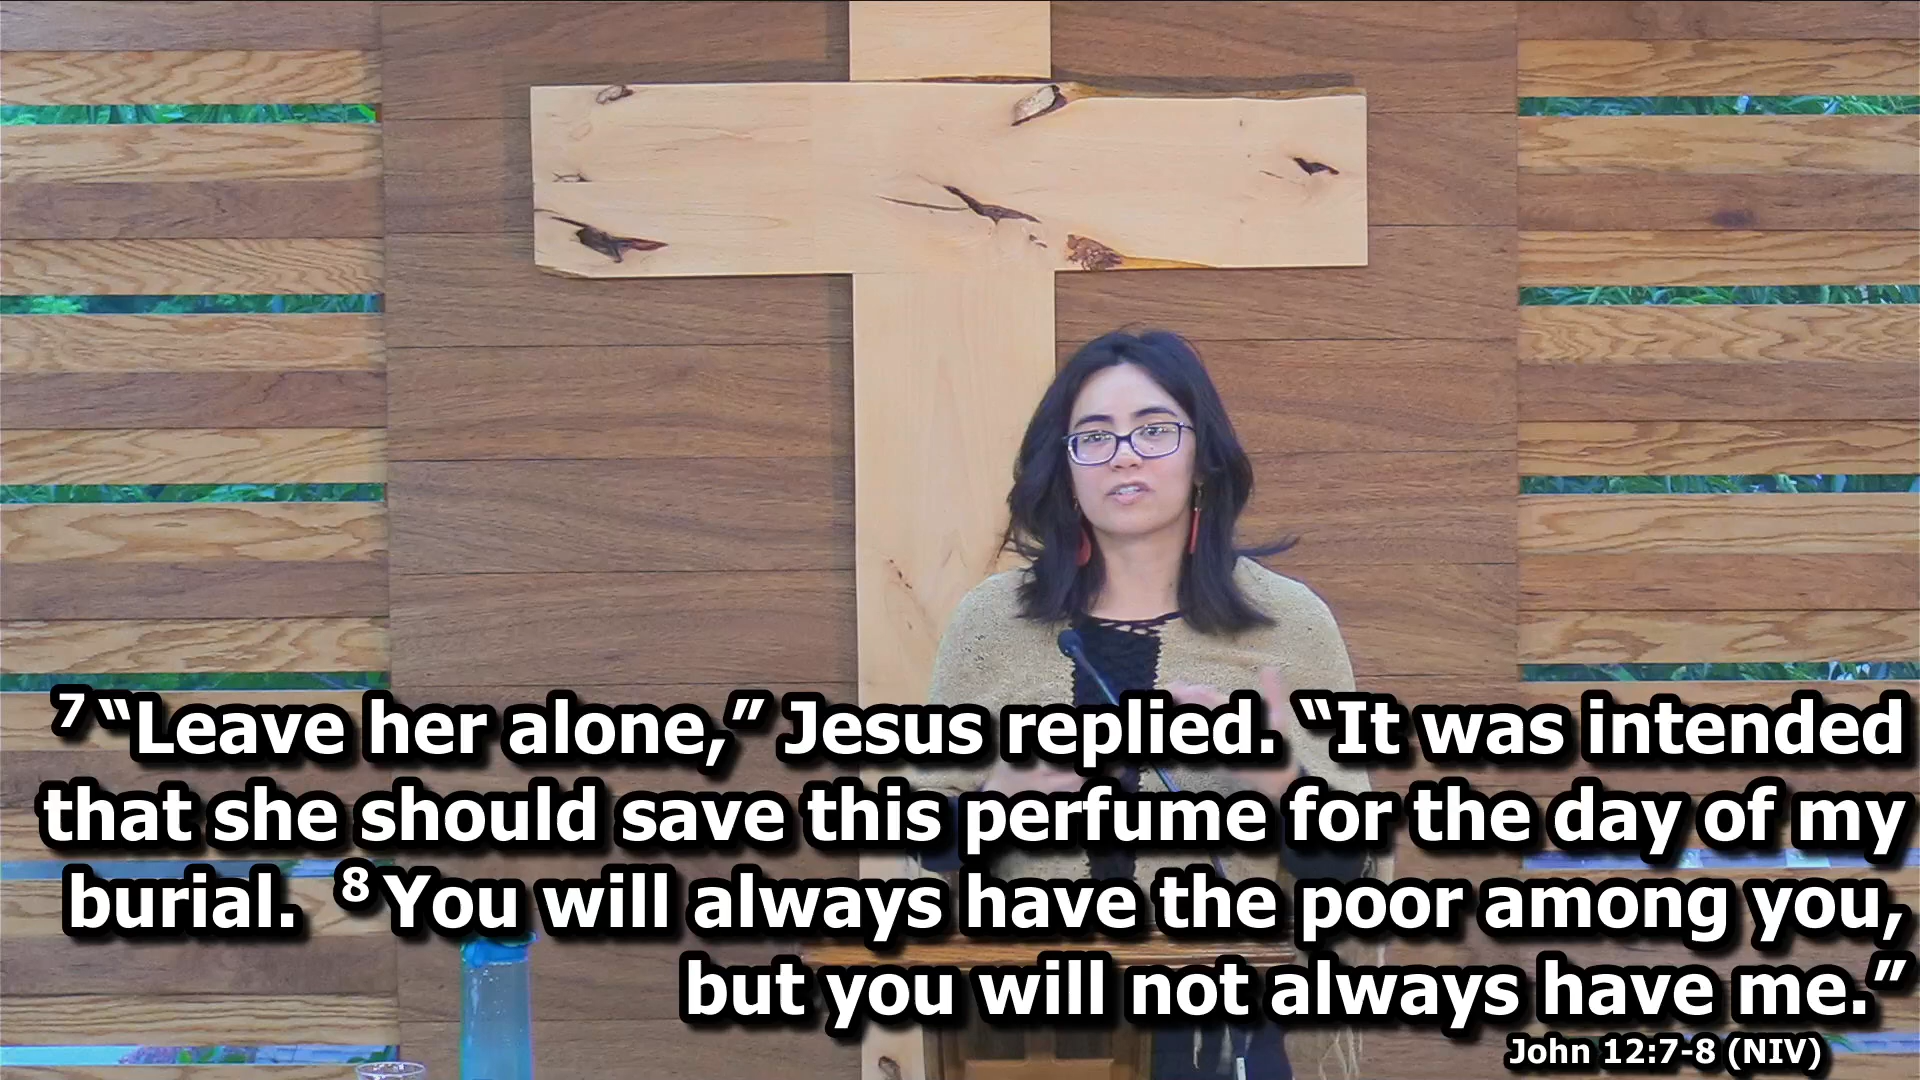 ⁷ “Leave her alone,” Jesus replied. “It was intended
that she should save this perfume for the day of my
burial. ⁸ You will always have the poor among you,
but you will not always have me.”
John 12:7-8 (NIV)